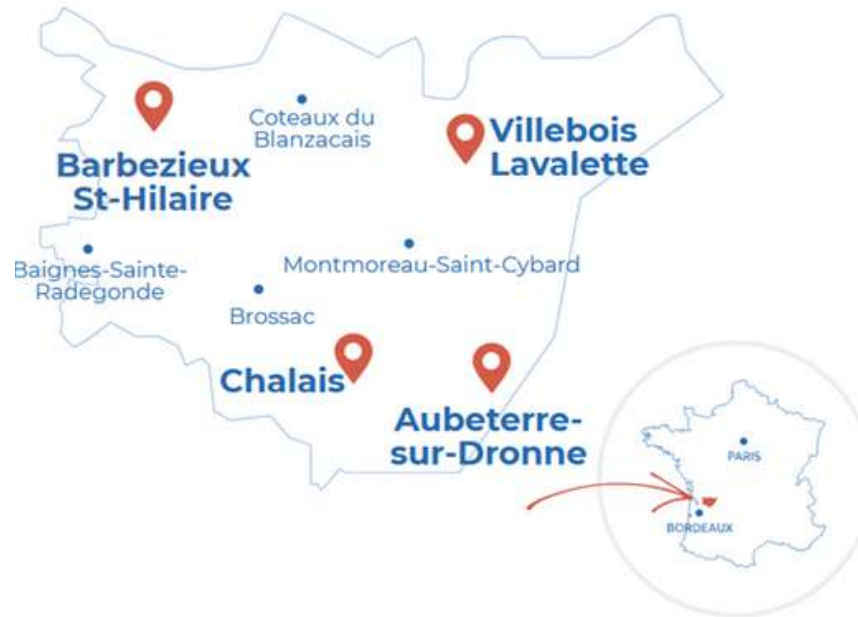 Coteaux du
Blanzacais
Villebois
Lavalette
Barbezieux
St-Hilaire
Baignes-Sainte-
Radegonde
Montmoreau-Saint-Cybard
Brossac
Chalais
Aubeterre-
sur-Dronne
PARIS
BORDEAUX